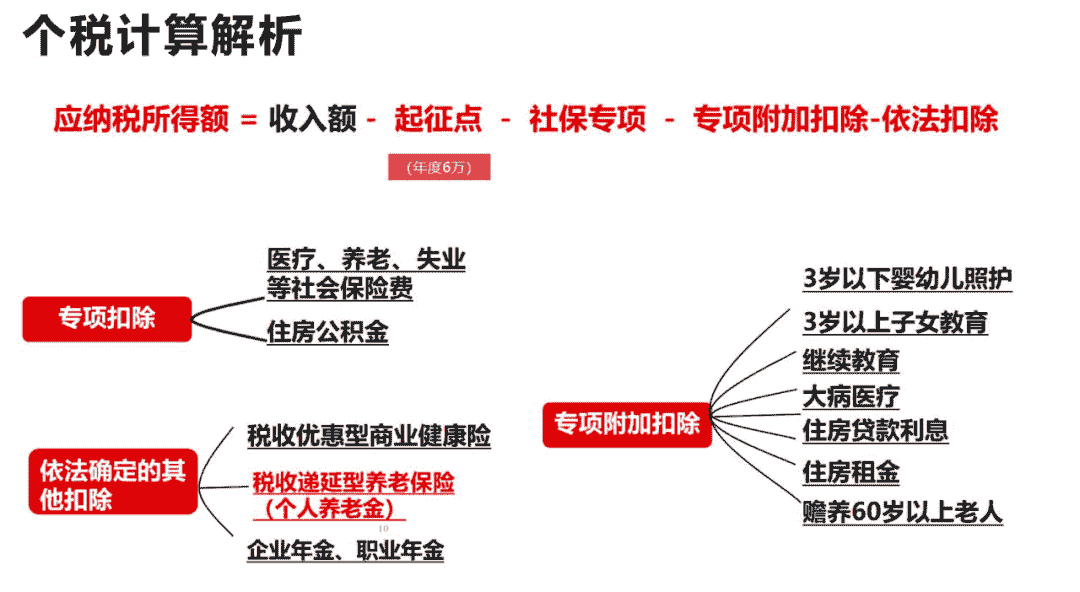 个税计算解析
应纳税所得额 = 收入额 - 起征点 - 社保专项 - 专项附加扣除-依法扣除
（年度6万）
专项扣除
医疗、养老、失业
等社会保险费
住房公积金
依法确定的其
他扣除
税收优惠型商业健康险
税收递延型养老保险
（个人养老金）
10
企业年金、职业年金
专项附加扣除
3岁以下婴幼儿照护
3岁以上子女教育
继续教育
大病医疗
住房贷款利息
住房租金
赡养60岁以上老人